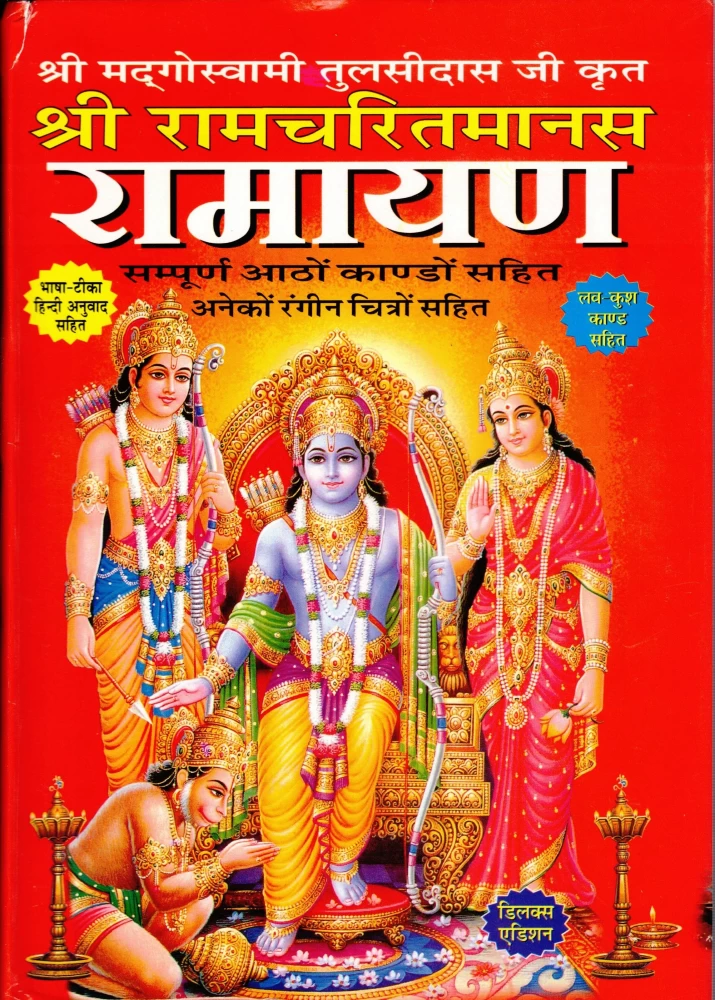 श्री मद्गोस्वामी तुलसीदास जी कृत
श्री रामचरितमानस
रामायण
सम्पूर्ण आठों काण्डों सहित
अनेकों रंगीन चित्रों सहित
भाषा-टीका
हिन्दी अनुवाद
सहित
लव-कुश
काण्ड
सहित
डिलक्स
एडिशन